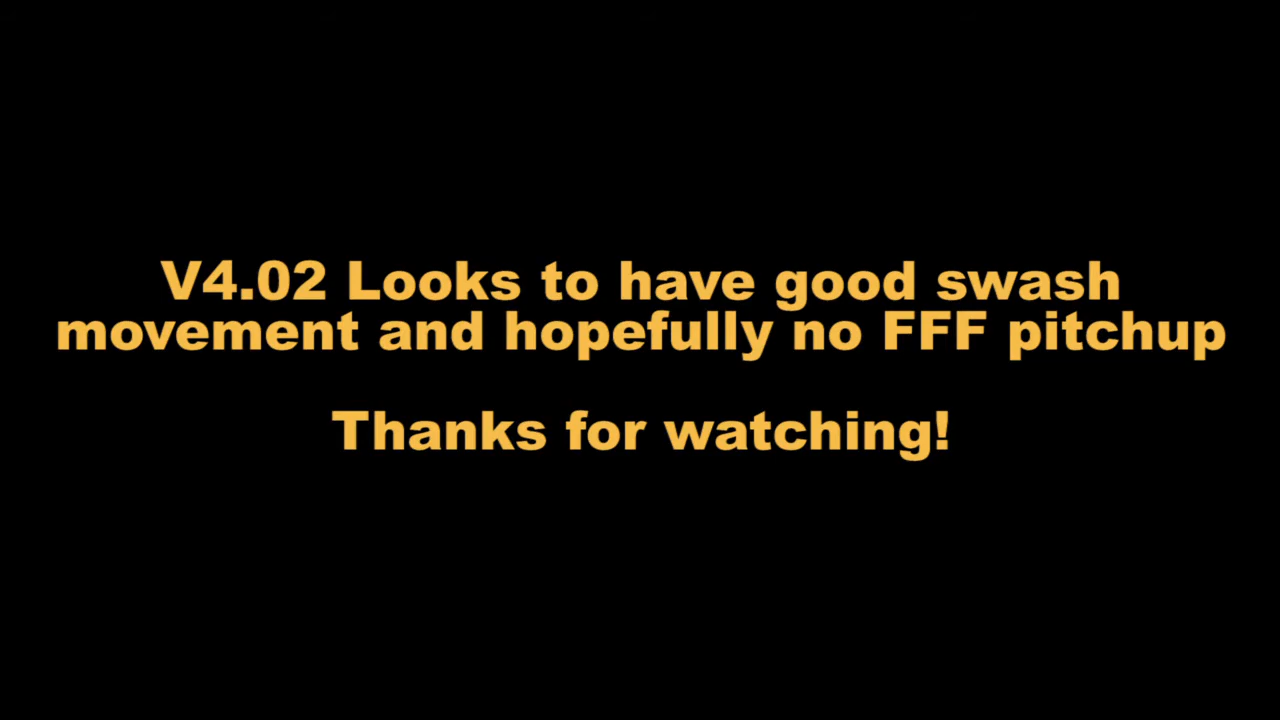 V4.02 Looks to have good swash
movement and hopefully no FFF pitchup
Thanks for watching!